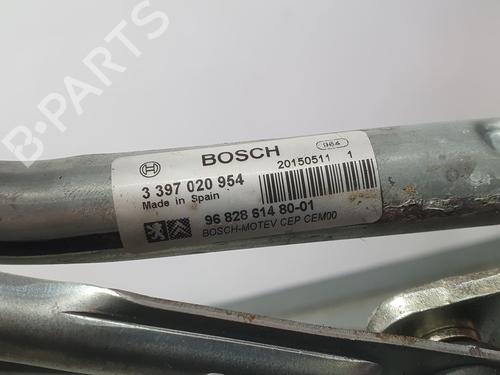 B-PARTS
964
BOSCH
20150511 1
3 397 020 954
Made in Spain
96 828 614 80-01
BOSCH-MOTEV CEP CEM00